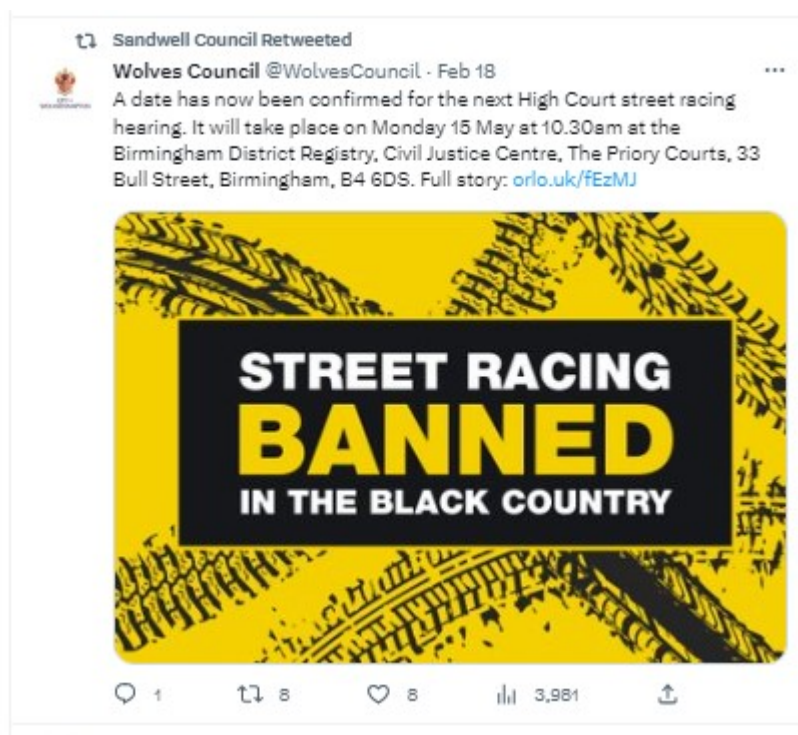 Sandwell Council Retweeted
Wolves Council @WolvesCouncil · Feb 18
A date has now been confirmed for the next High Court street racing
hearing. It will take place on Monday 15 May at 10.30am at the
Birmingham District Registry, Civil Justice Centre, The Priory Courts, 33
Bull Street, Birmingham, B4 6DS. Full story: orlo.uk/fEzMJ
STREET RACING
BANNED
IN THE BLACK COUNTRY
1 8 8 3,981